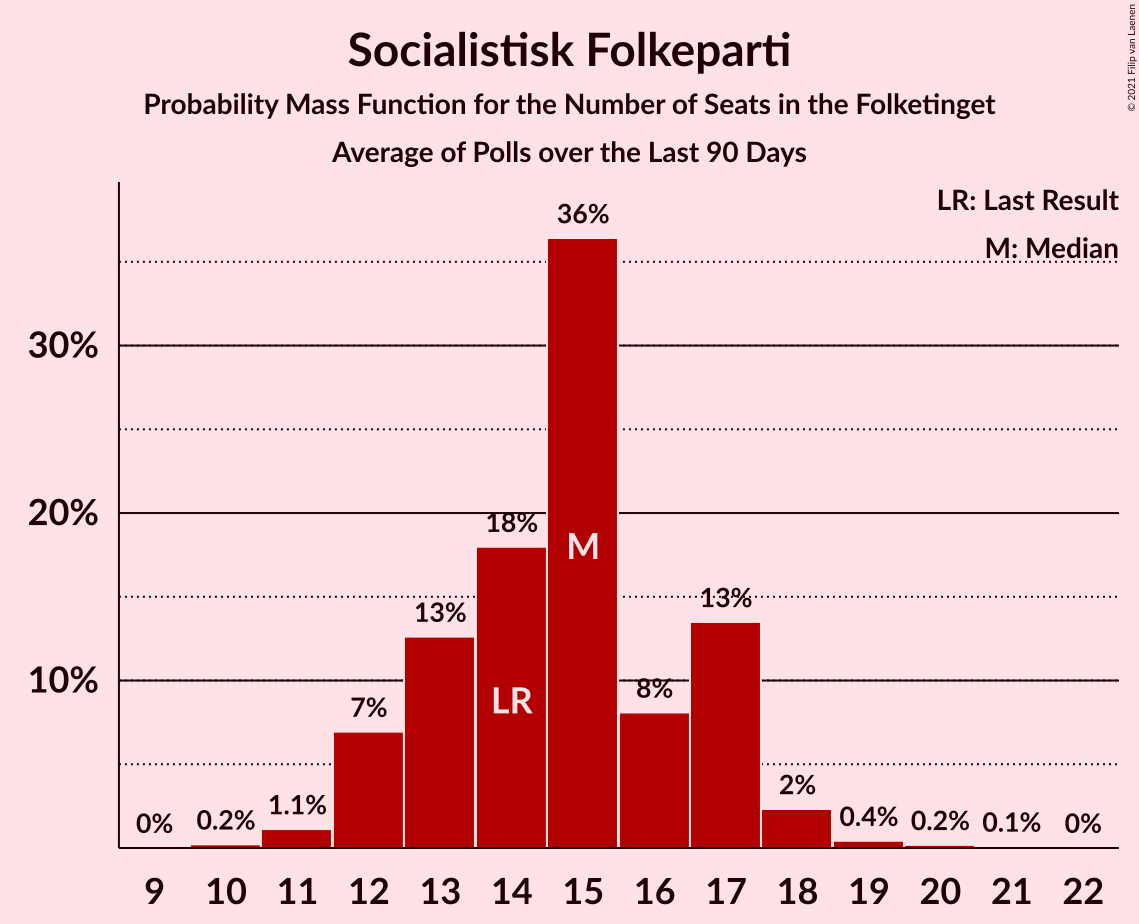 Socialistisk Folkeparti
Probability Mass Function for the Number of Seats in the Folketinget
Average of Polls over the Last 90 Days
© 2021 Filip van Laenen
LR: Last Result
M: Median
36%
30%
20%
18%
M
13%
13%
10%
8%
LR
7%
2%
1.1%
0% 0.2% 0.4% 0.2% 0.1% 0%
9 10 11 12 13 14 15 16 17 18 19 20 21 22